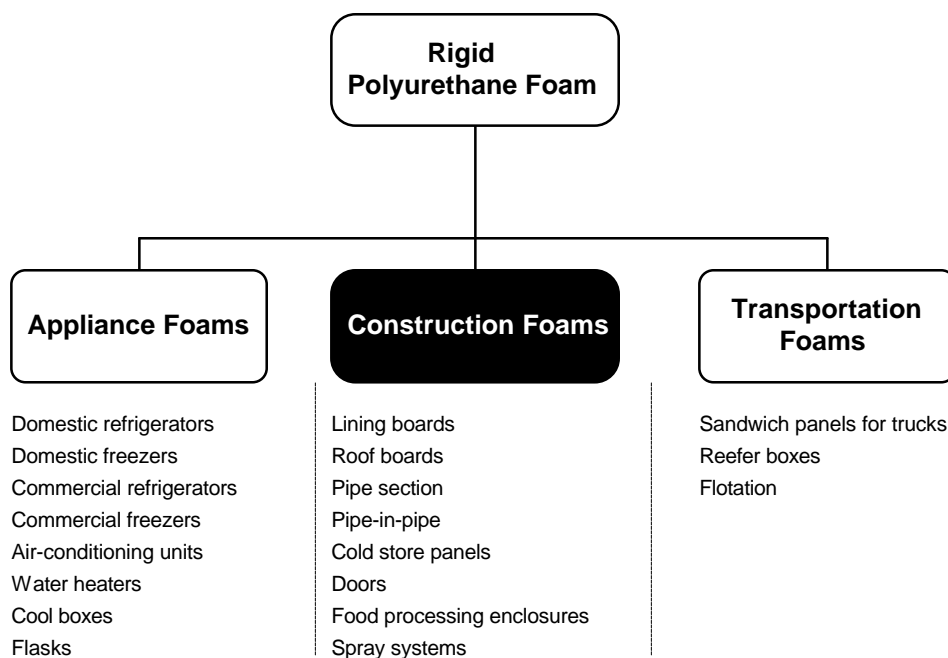 Rigid
Polyurethane Foam
Appliance Foams
Construction Foams
Transportation
Foams
Domestic refrigerators
Domestic freezers
Commercial refrigerators
Commercial freezers
Air-conditioning units
Water heaters
Cool boxes
Flasks
Lining boards
Roof boards
Pipe section
Pipe-in-pipe
Cold store panels
Doors
Food processing enclosures
Spray systems
Sandwich panels for trucks
Reefer boxes
Flotation